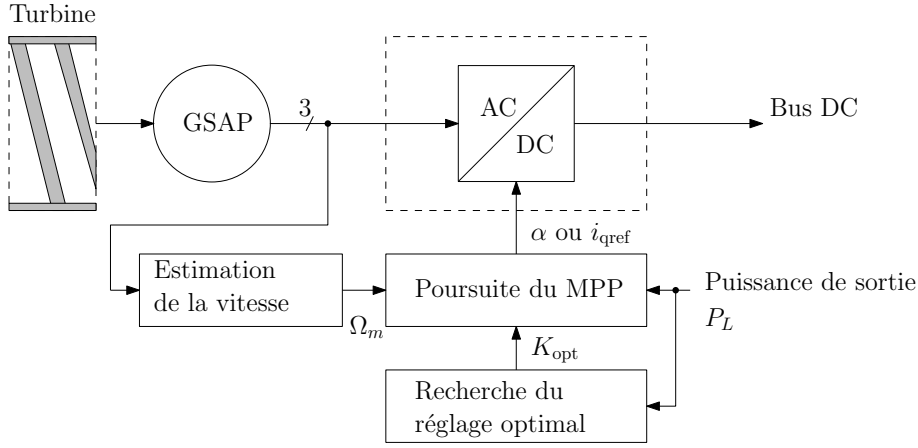 Turbine
GSAP
3
AC
DC
Bus DC
α ou i_qref
Estimation
de la vitesse
Ω_m
Poursuite du MPP
Puissance de sortie
P_L
K_opt
Recherche du
réglage optimal